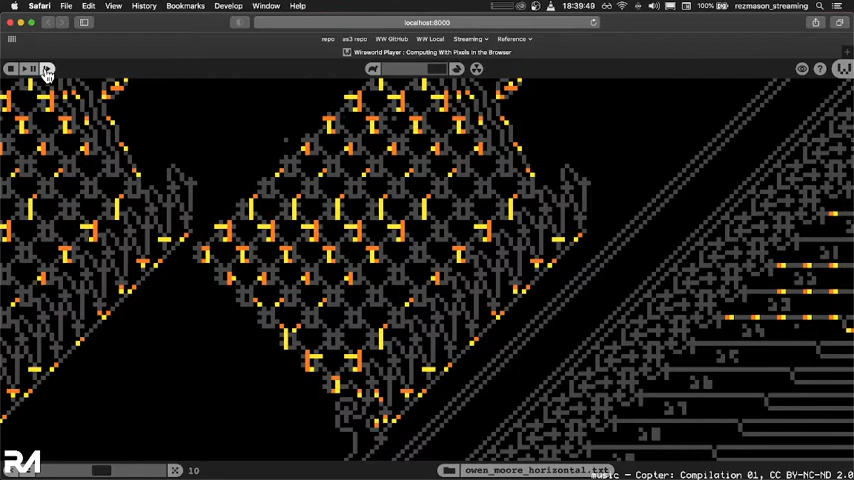 Safari File Edit View History Bookmarks Develop Window Help
100% 18:39:49 rezmason_streaming
localhost:8000
repo as3 repo WW GitHub WW Local Streaming Reference
Wireworld Player : Computing With Pixels in the Browser
10 owen_moore_horizontal.txt
music - Copter: Compilation 01, CC BY-NC-ND 2.0